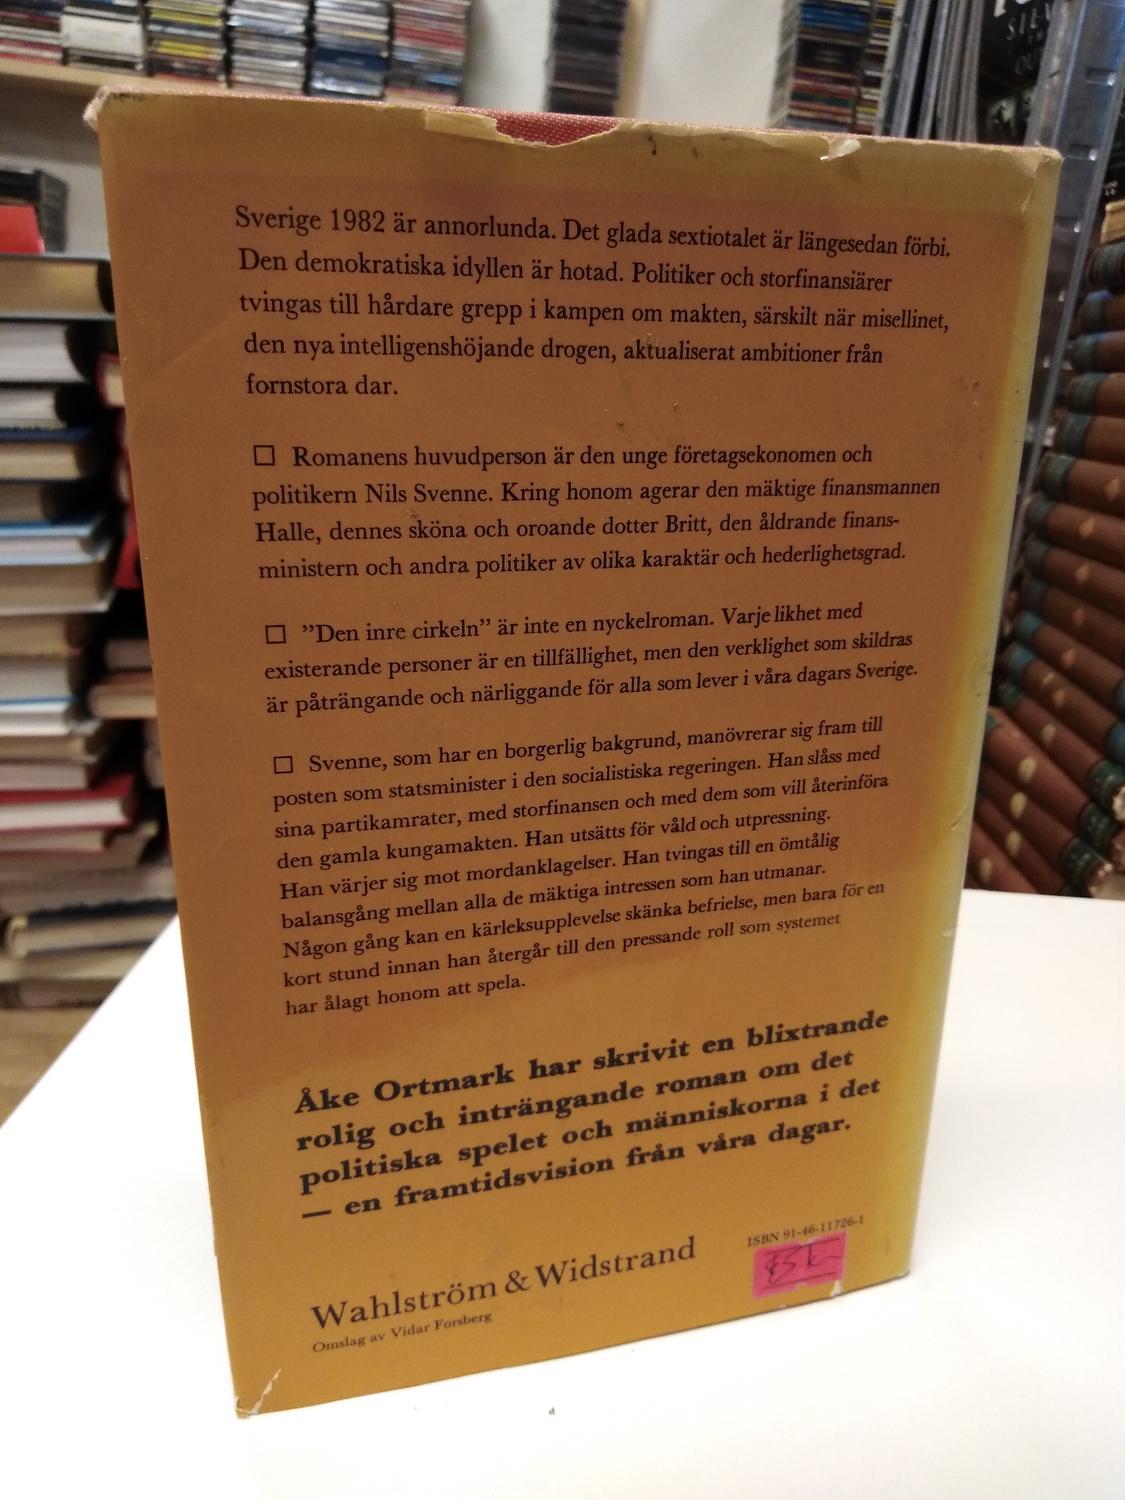 Sverige 1982 är annorlunda. Det glada sextiotalet är längesedan förbi.
Den demokratiska idyllen är hotad. Politiker och storfinansiärer
tvingas till hårdare grepp i kampen om makten, särskilt när misellinet,
den nya intelligenshöjande drogen, aktualiserat ambitioner från
fornstora dar.
□ Romanens huvudperson är den unge företagsekonomen och
politikern Nils Svenne. Kring honom agerar den mäktige finansmannen
Halle, dennes sköna och oroande dotter Britt, den åldrande finans-
ministern och andra politiker av olika karaktär och hederlighetsgrad.
□ ”Den inre cirkeln” är inte en nyckelroman. Varje likhet med
existerande personer är en tillfällighet, men den verklighet som skildras
är påträngande och närliggande för alla som lever i våra dagars Sverige.
□ Svenne, som har en borgerlig bakgrund, manövrerar sig fram till
posten som statsminister i den socialistiska regeringen. Han slåss med
sina partikamrater, med storfinansen och med dem som vill återinföra
den gamla kungamakten. Han utsätts för våld och utpressning.
Han värjer sig mot mordanklagelser. Han tvingas till en ömtålig
balansgång mellan alla de mäktiga intressen som han utmanar.
Någon gång kan en kärleksupplevelse skänka befrielse, men bara för en
kort stund innan han återgår till den pressande roll som systemet
har ålagt honom att spela.
Åke Ortmark har skrivit en blixtrande
rolig och inträngande roman om det
politiska spelet och människorna i det
— en framtidsvision från våra dagar.
ISBN 91-46-11726-1
Wahlström & Widstrand
Omslag av Vidar Forsberg